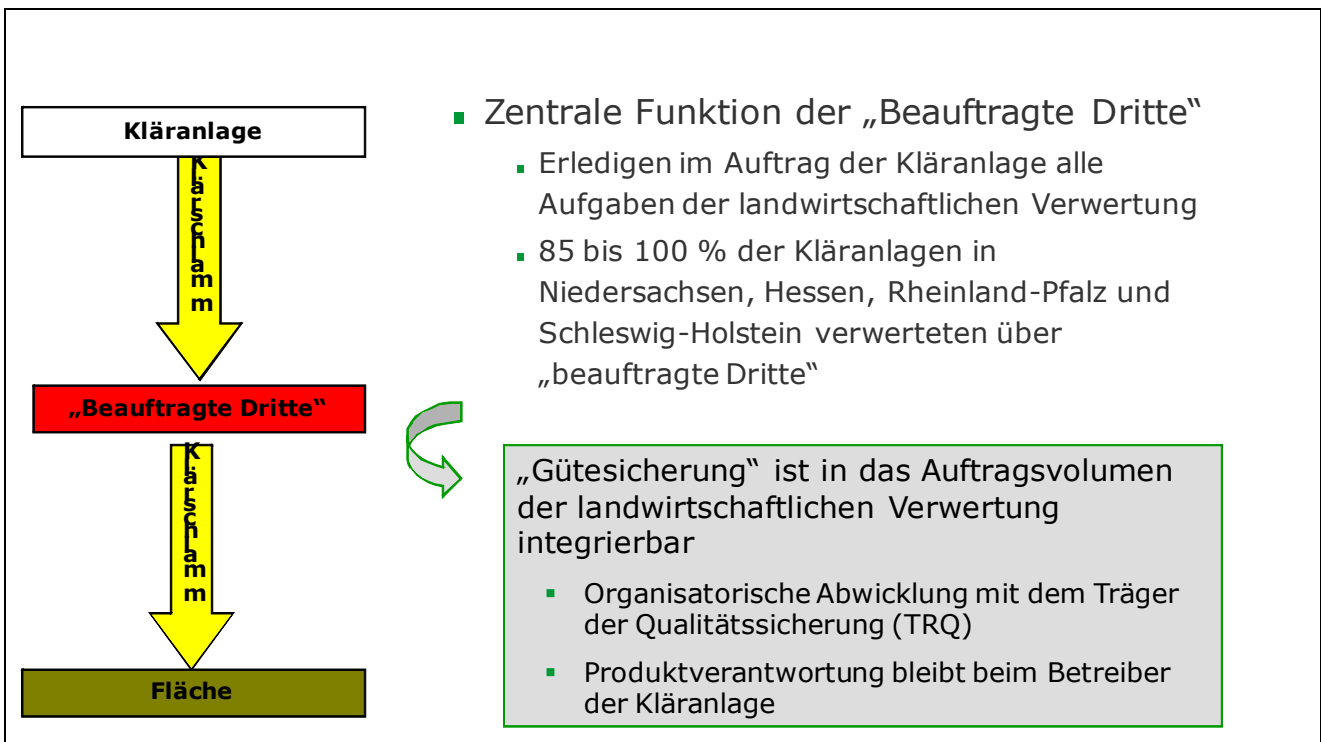 Kläranlage
Klärschlamm
„Beauftragte Dritte“
Klärschlamm
Fläche
Zentrale Funktion der „Beauftragte Dritte“
Erledigen im Auftrag der Kläranlage alle
Aufgaben der landwirtschaftlichen Verwertung
85 bis 100 % der Kläranlagen in
Niedersachsen, Hessen, Rheinland-Pfalz und
Schleswig-Holstein verwerteten über
„beauftragte Dritte“
„Gütesicherung“ ist in das Auftragsvolumen
der landwirtschaftlichen Verwertung
integrierbar
Organisatorische Abwicklung mit dem Träger
der Qualitätssicherung (TRQ)
Produktverantwortung bleibt beim Betreiber
der Kläranlage